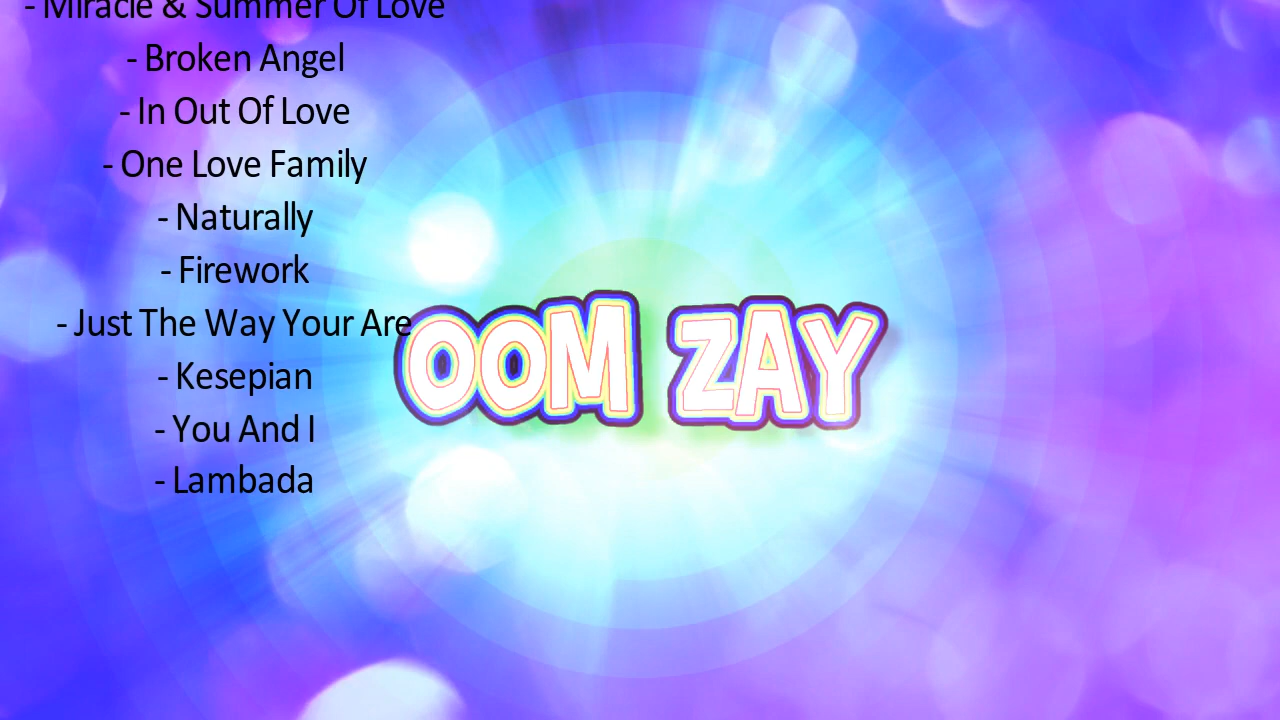 - Miracle & Summer Of Love
- Broken Angel
- In Out Of Love
- One Love Family
- Naturally
- Firework
- Just The Way Your Are
- Kesepian
- You And I
- Lambada
OOM ZAY